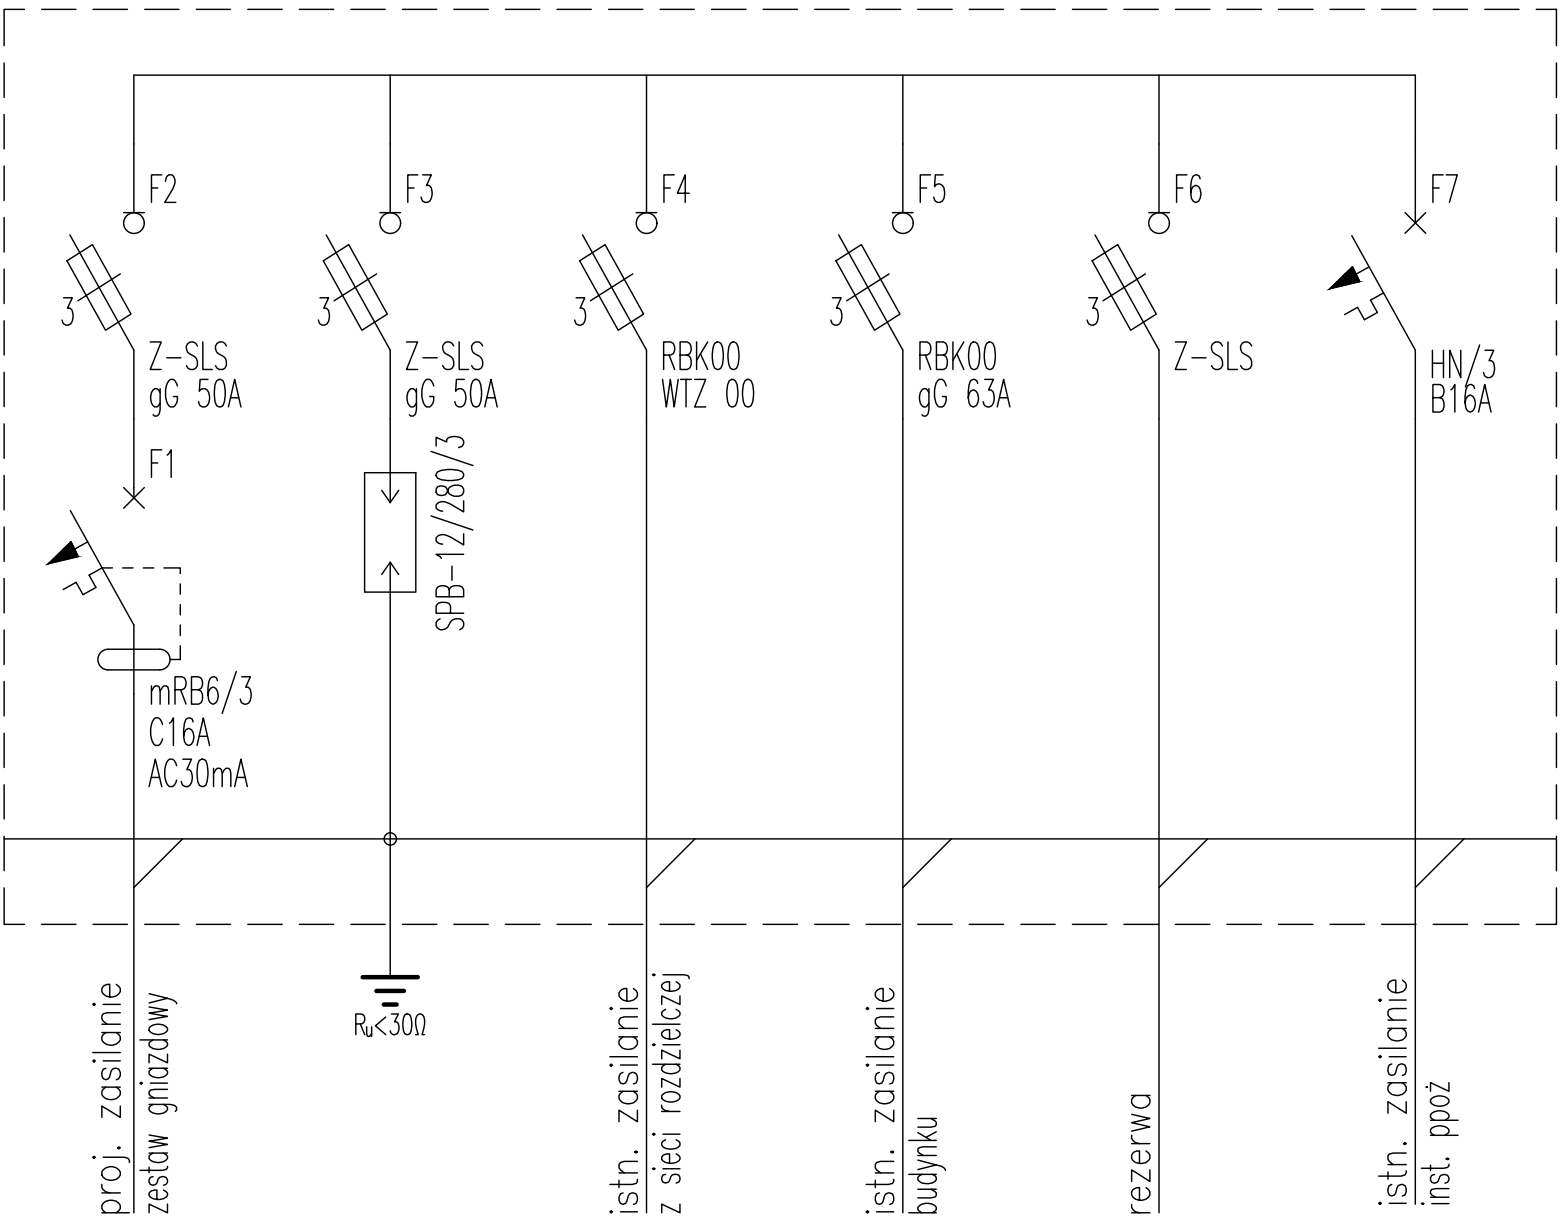 F2
3
Z-SLS
gG 50A
F1
mRB6/3
C16A
AC30mA
proj. zasilanie
zestaw gniazdowy
F3
3
Z-SLS
gG 50A
SPB-12/280/3
Ru<30Ω
F4
3
RBK00
WTZ 00
istn. zasilanie
z sieci rozdzielczej
F5
3
RBK00
gG 63A
istn. zasilanie
budynku
F6
3
Z-SLS
rezerwa
F7
HN/3
B16A
istn. zasilanie
inst. ppoż